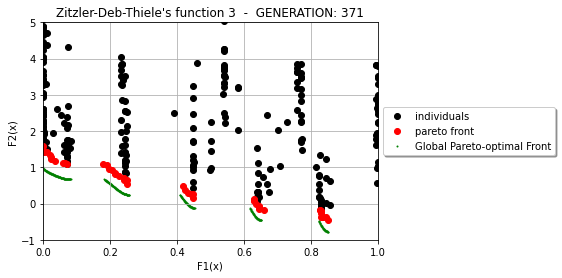 Zitzler-Deb-Thiele's function 3 - GENERATION: 371
5
4
3
2
1
0
−1
F2(x)
0.0 0.2 0.4 0.6 0.8 1.0
F1(x)
individuals
pareto front
Global Pareto-optimal Front